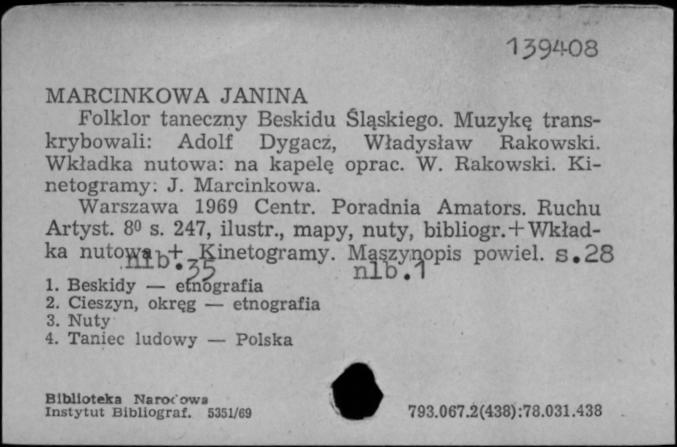 139408
MARCINKOWA JANINA
Folklor taneczny Beskidu Śląskiego. Muzykę trans-
krybowali: Adolf Dygacz, Władysław Rakowski.
Wkładka nutowa: na kapelę oprac. W. Rakowski. Ki-
netogramy: J. Marcinkowa.
Warszawa 1969 Centr. Poradnia Amators. Ruchu
Artyst. 8⁰ s. 247, ilustr., mapy, nuty, bibliogr.+Wkład-
ka nutowa + Kinetogramy. Maszynopis powiel. s.28
nlb.35 nlb.1
1. Beskidy — etnografia
2. Cieszyn, okręg — etnografia
3. Nuty
4. Taniec ludowy — Polska
Biblioteka Narodowa
Instytut Bibliograf. 5351/69 793.067.2(438):78.031.438